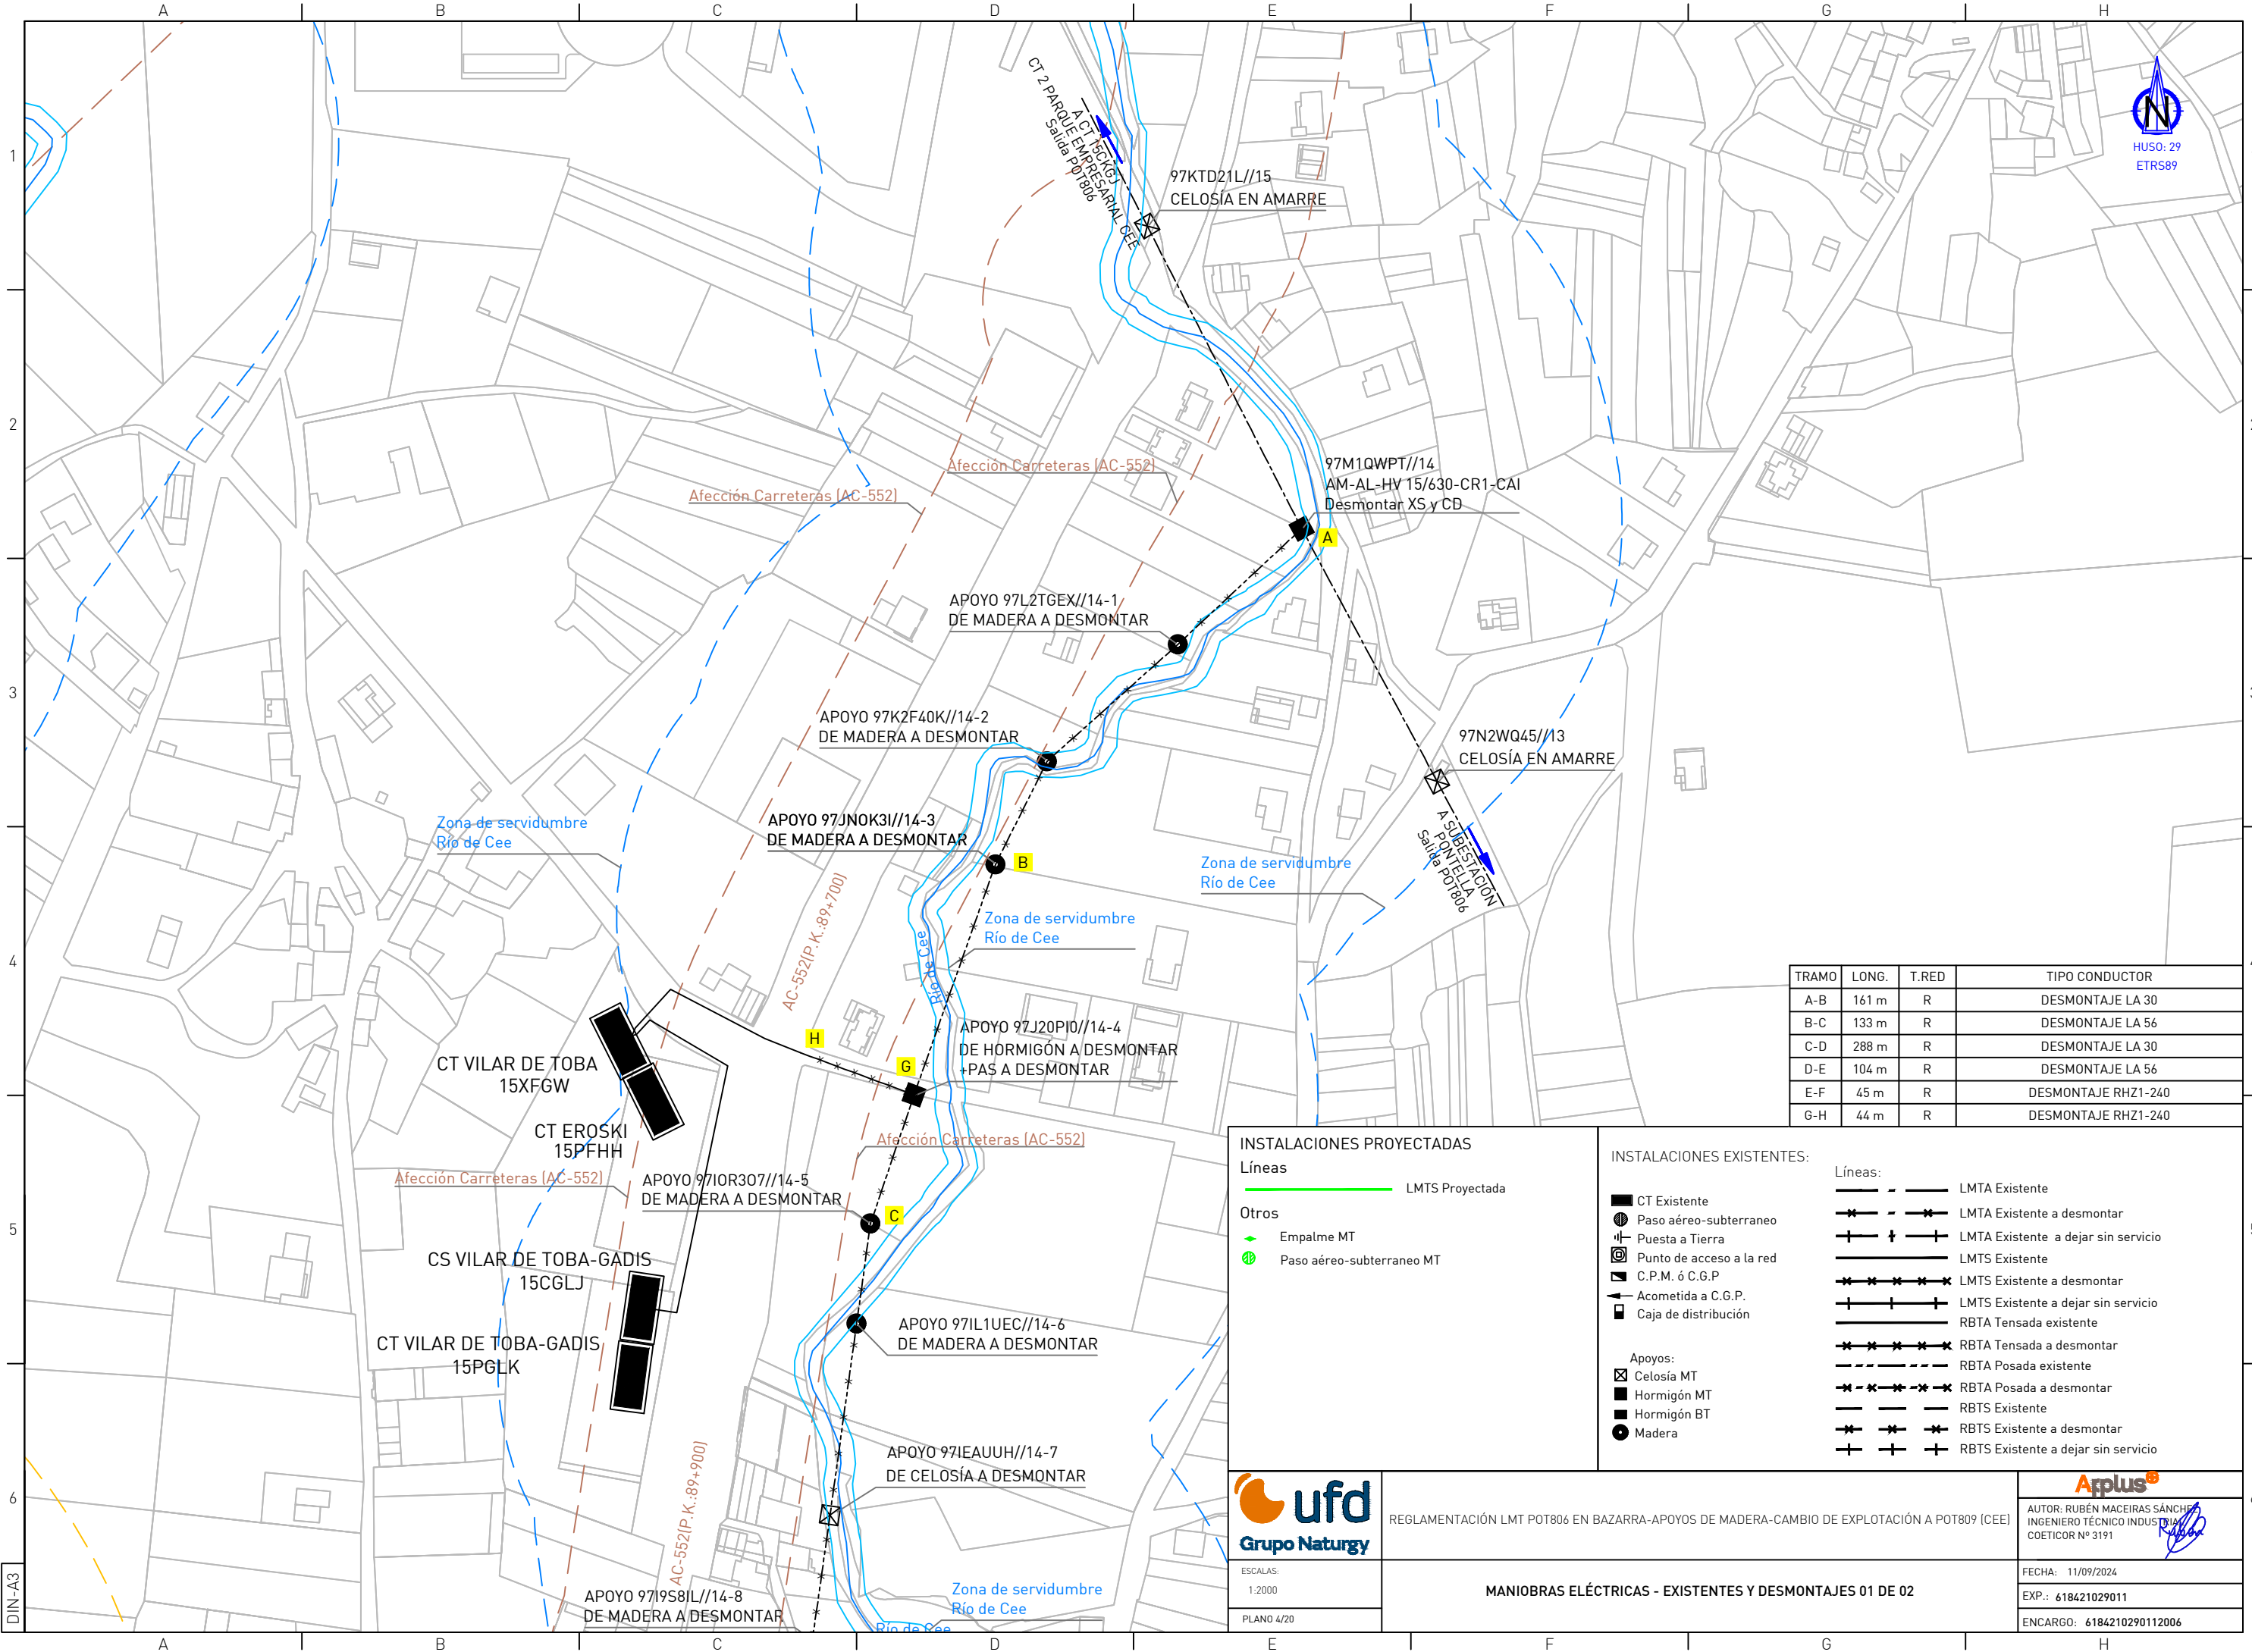 A B C D E F G H
1
2
3
4
5
6
HUSO: 29
ETRS89
A CT 15CKGJ
CT 2 PARQUE EMPRESARIAL CEE
Salida POT806
97KTD21L//15
CELOSÍA EN AMARRE
Afección Carreteras (AC-552)
Afección Carreteras (AC-552)
97M1QWPT//14
AM-AL-HV 15/630-CR1-CAI
Desmontar XS y CD
A
APOYO 97L2TGEX//14-1
DE MADERA A DESMONTAR
APOYO 97K2F40K//14-2
DE MADERA A DESMONTAR
97N2WQ45//13
CELOSÍA EN AMARRE
A SUBESTACIÓN
PONTELLA
Salida POT806
APOYO 97JNOK3I//14-3
DE MADERA A DESMONTAR
B
Zona de servidumbre
Río de Cee
Zona de servidumbre
Río de Cee
Zona de servidumbre
Río de Cee
AC-552(P.K.:89+700)
Río de Cee
H
G
APOYO 97J20PI0//14-4
DE HORMIGÓN A DESMONTAR
+PAS A DESMONTAR
CT VILAR DE TOBA
15XFGW
CT EROSKI
15PFHH
Afección Carreteras (AC-552)
Afección Carreteras (AC-552)
APOYO 97IOR3O7//14-5
DE MADERA A DESMONTAR
C
CS VILAR DE TOBA-GADIS
15CGLJ
CT VILAR DE TOBA-GADIS
15PGLK
APOYO 97IL1UEC//14-6
DE MADERA A DESMONTAR
APOYO 97IEAUUH//14-7
DE CELOSÍA A DESMONTAR
AC-552(P.K.:89+900)
APOYO 97I9S8IL//14-8
DE MADERA A DESMONTAR
Zona de servidumbre
Río de Cee
Río de Cee
TRAMO LONG. T.RED TIPO CONDUCTOR
A-B 161 m R DESMONTAJE LA 30
B-C 133 m R DESMONTAJE LA 56
C-D 288 m R DESMONTAJE LA 30
D-E 104 m R DESMONTAJE LA 56
E-F 45 m R DESMONTAJE RHZ1-240
G-H 44 m R DESMONTAJE RHZ1-240
INSTALACIONES PROYECTADAS
Líneas
LMTS Proyectada
Otros
Empalme MT
Paso aéreo-subterraneo MT
INSTALACIONES EXISTENTES:
CT Existente
Paso aéreo-subterraneo
Puesta a Tierra
Punto de acceso a la red
C.P.M. ó C.G.P
Acometida a C.G.P.
Caja de distribución
Apoyos:
Celosía MT
Hormigón MT
Hormigón BT
Madera
Líneas:
LMTA Existente
LMTA Existente a desmontar
LMTA Existente a dejar sin servicio
LMTS Existente
LMTS Existente a desmontar
LMTS Existente a dejar sin servicio
RBTA Tensada existente
RBTA Tensada a desmontar
RBTA Posada existente
RBTA Posada a desmontar
RBTS Existente
RBTS Existente a desmontar
RBTS Existente a dejar sin servicio
ufd
Grupo Naturgy
REGLAMENTACIÓN LMT POT806 EN BAZARRA-APOYOS DE MADERA-CAMBIO DE EXPLOTACIÓN A POT809 (CEE)
Applus
AUTOR: RUBÉN MACEIRAS SÁNCHEZ
INGENIERO TÉCNICO INDUSTRIAL
COETICOR Nº 3191
Rubén
ESCALAS:
1:2000
PLANO 4/20
MANIOBRAS ELÉCTRICAS - EXISTENTES Y DESMONTAJES 01 DE 02
FECHA: 11/09/2024
EXP.: 618421029011
ENCARGO: 6184210290112006
DIN-A3
A B C D E F G H